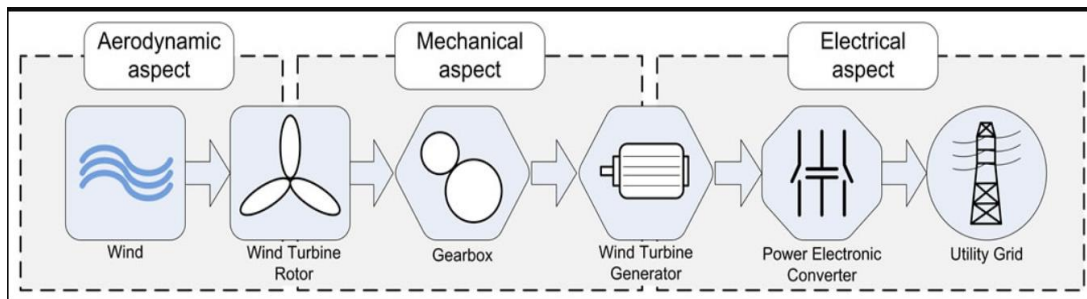 Aerodynamic
aspect
Mechanical
aspect
Electrical
aspect
Wind
Wind Turbine
Rotor
Gearbox
Wind Turbine
Generator
Power Electronic
Converter
Utility Grid